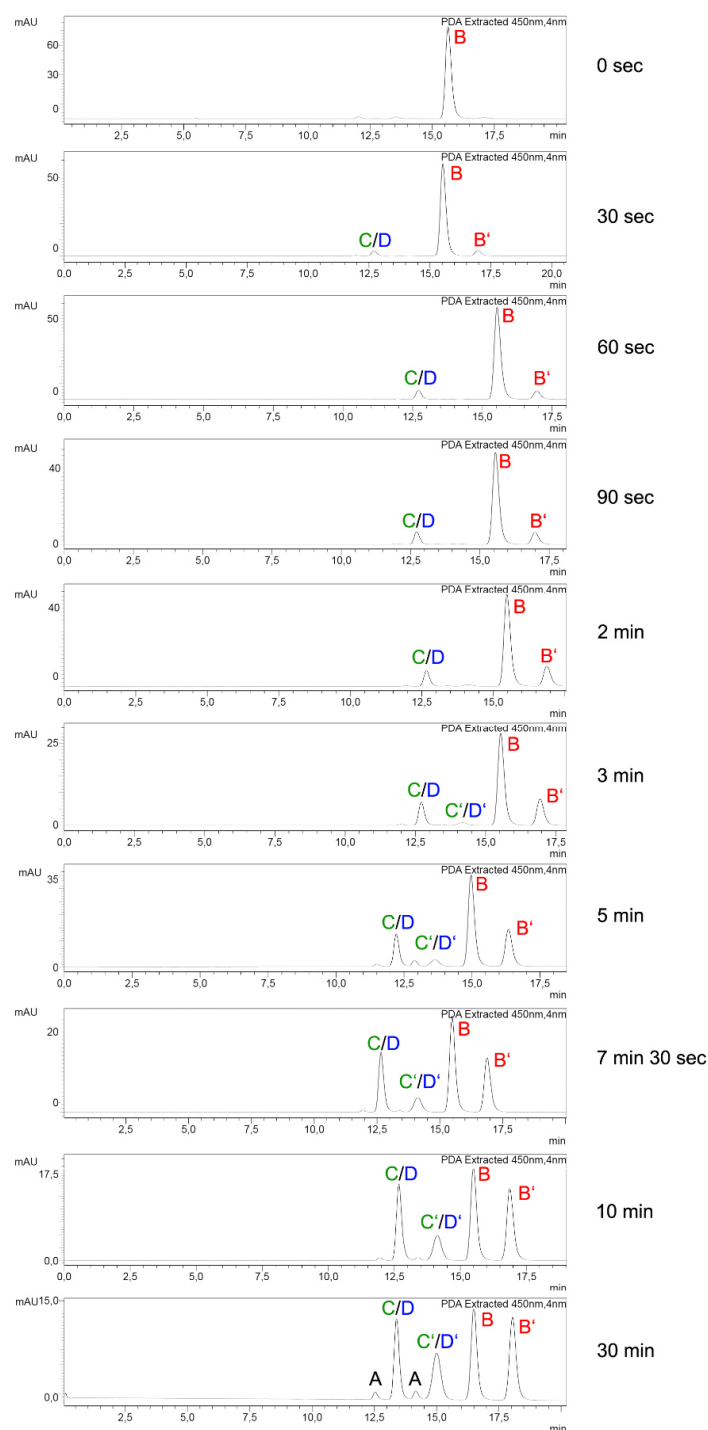 mAU
PDA Extracted 450nm,4nm
60
B
0 sec
30
0
2,5 5,0 7,5 10,0 12,5 15,0 17,5
min
mAU
PDA Extracted 450nm,4nm
50
B
30 sec
C/D B‘
0
0,0 2,5 5,0 7,5 10,0 12,5 15,0 17,5 20,0
min
mAU
PDA Extracted 450nm,4nm
50
B
60 sec
C/D B‘
0
0,0 2,5 5,0 7,5 10,0 12,5 15,0 17,5
min
mAU
PDA Extracted 450nm,4nm
40
B
90 sec
C/D B‘
0
0,0 2,5 5,0 7,5 10,0 12,5 15,0 17,5
min
mAU
PDA Extracted 450nm,4nm
40
B
2 min
C/D B‘
0
0,0 2,5 5,0 7,5 10,0 12,5 15,0 17,5
min
mAU
PDA Extracted 450nm,4nm
25
B
3 min
C/D B‘
C‘/D‘
0
0,0 2,5 5,0 7,5 10,0 12,5 15,0 17,5
min
mAU
PDA Extracted 450nm,4nm
35
B
5 min
C/D B‘
C‘/D‘
0
0,0 2,5 5,0 7,5 10,0 12,5 15,0 17,5
min
mAU
PDA Extracted 450nm,4nm
20
B
C/D B‘
7 min 30 sec
C‘/D‘
0
2,5 5,0 7,5 10,0 12,5 15,0 17,5
min
mAU
PDA Extracted 450nm,4nm
17,5
C/D B
B‘
10 min
C‘/D‘
0,0
0,0 2,5 5,0 7,5 10,0 12,5 15,0 17,5
min
mAU 15,0
PDA Extracted 450nm,4nm
C/D B B‘
C‘/D‘
30 min
A A
0,0
2,5 5,0 7,5 10,0 12,5 15,0 17,5
min